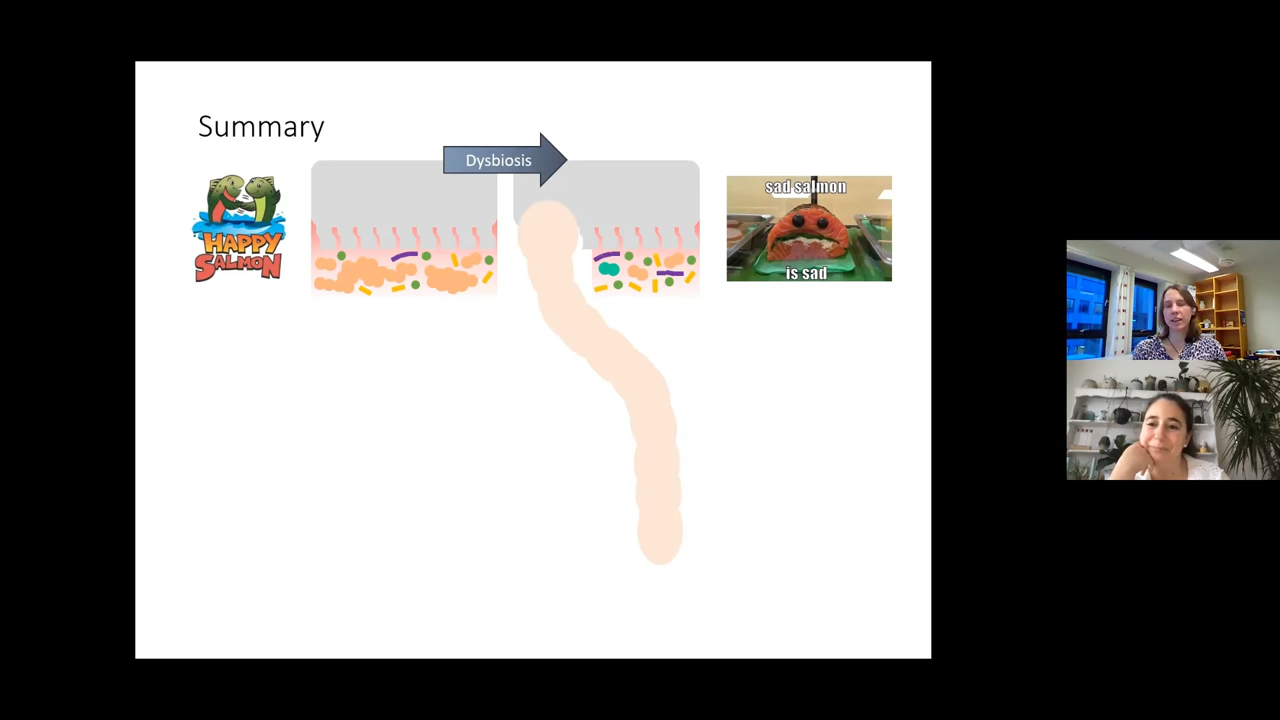 Summary
Dysbiosis
HAPPY
SALMON
sad salmon
is sad